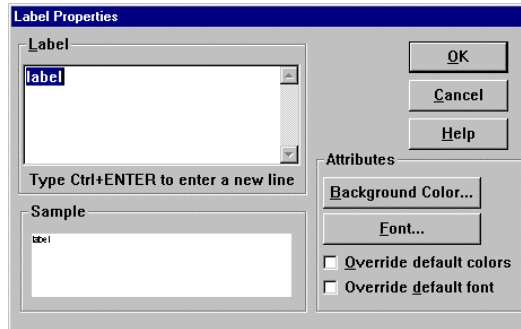 Label Properties
Label
label
Type Ctrl+ENTER to enter a new line
Sample
label
OK
Cancel
Help
Attributes
Background Color...
Font...
Override default colors
Override default font